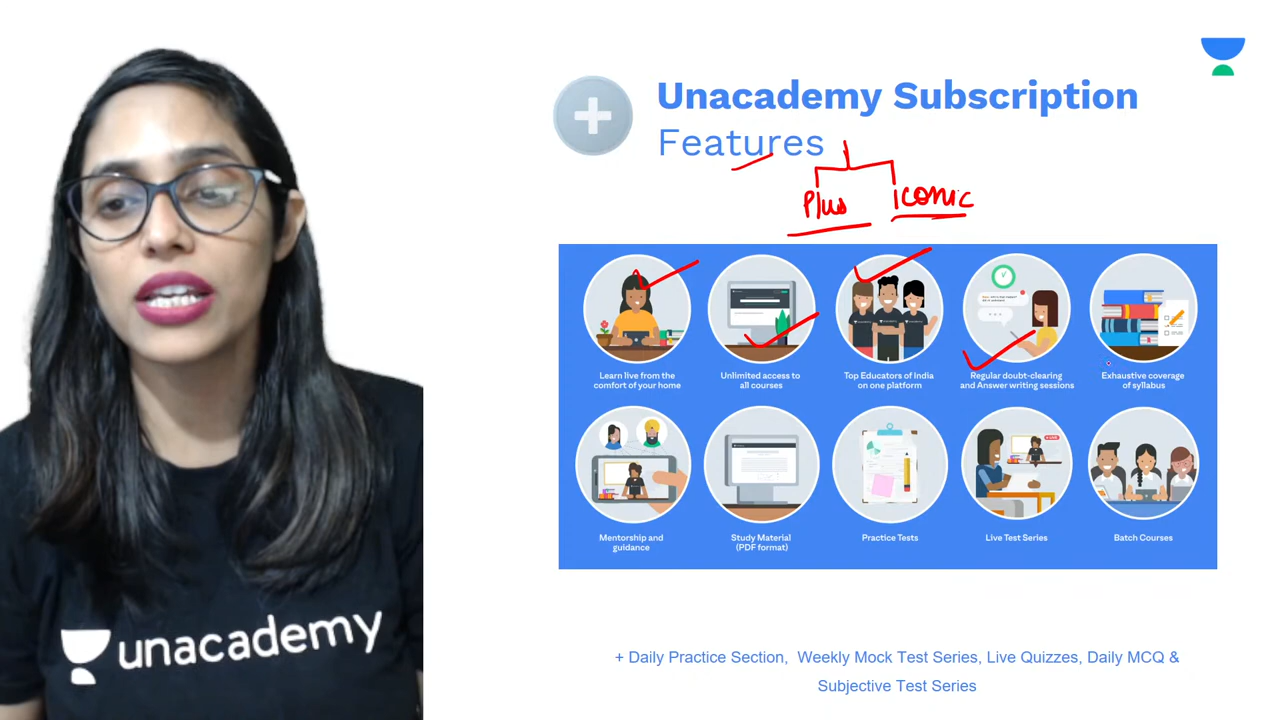 Unacademy Subscription
Features
Plus
Iconic
Learn live from the
comfort of your home
Unlimited access to
all courses
Top Educators of India
on one platform
Regular doubt-clearing
and Answer writing sessions
Exhaustive coverage
of syllabus
Mentorship and
guidance
Study Material
(PDF format)
Practice Tests
Live Test Series
Batch Courses
+ Daily Practice Section, Weekly Mock Test Series, Live Quizzes, Daily MCQ &
Subjective Test Series
unacademy